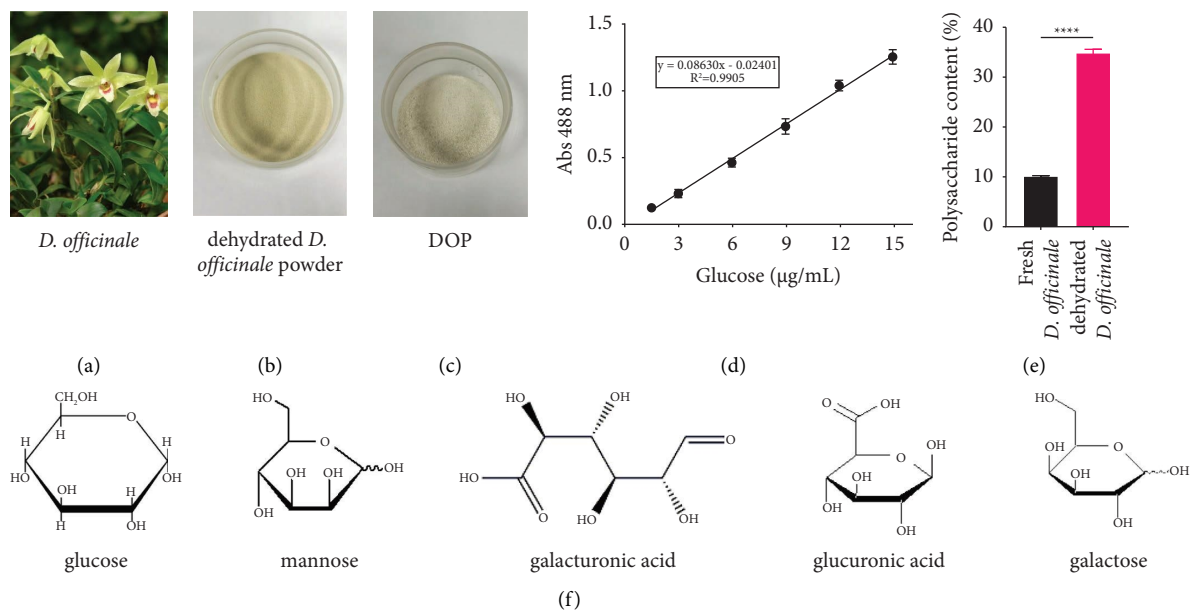 D. officinale
dehydrated D.
officinale powder
DOP
Abs 488 nm
1.5
1.0
0.5
0.0
y = 0.08630x - 0.02401
R²=0.9905
0 3 6 9 12 15
Glucose (µg/mL)
Polysaccharide content (%)
40
30
20
10
0
****
Fresh
D. officinale
dehydrated
D. officinale
(a)
(b)
(c)
(d)
(e)
CH₂OH
O
H
H
H
HO
OH
OH
H
H
OH
glucose
HO
O
OH
OH
OH
OH
mannose
HO
OH
HO
O
O
HO
OH
galacturonic acid
O
OH
OH
O
HO
HO
OH
glucuronic acid
HO
OH
O
OH
OH
OH
galactose
(f)